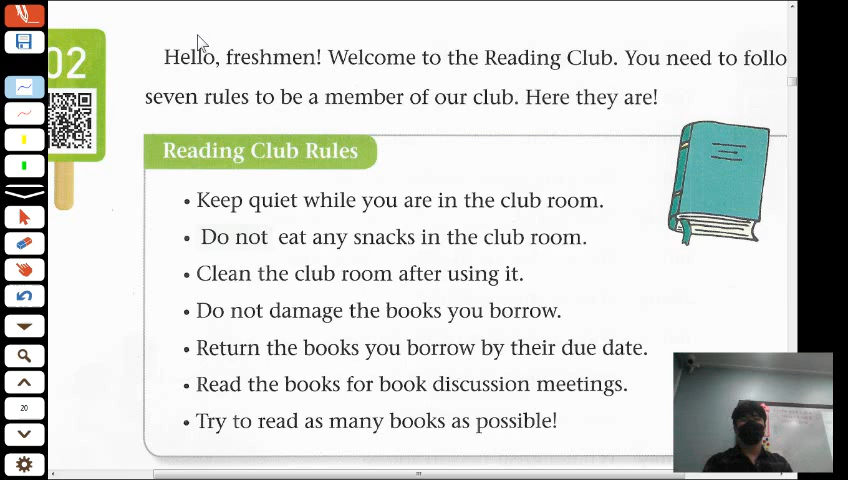 02
Hello, freshmen! Welcome to the Reading Club. You need to follo
seven rules to be a member of our club. Here they are!
Reading Club Rules
• Keep quiet while you are in the club room.
• Do not eat any snacks in the club room.
• Clean the club room after using it.
• Do not damage the books you borrow.
• Return the books you borrow by their due date.
• Read the books for book discussion meetings.
• Try to read as many books as possible!
20